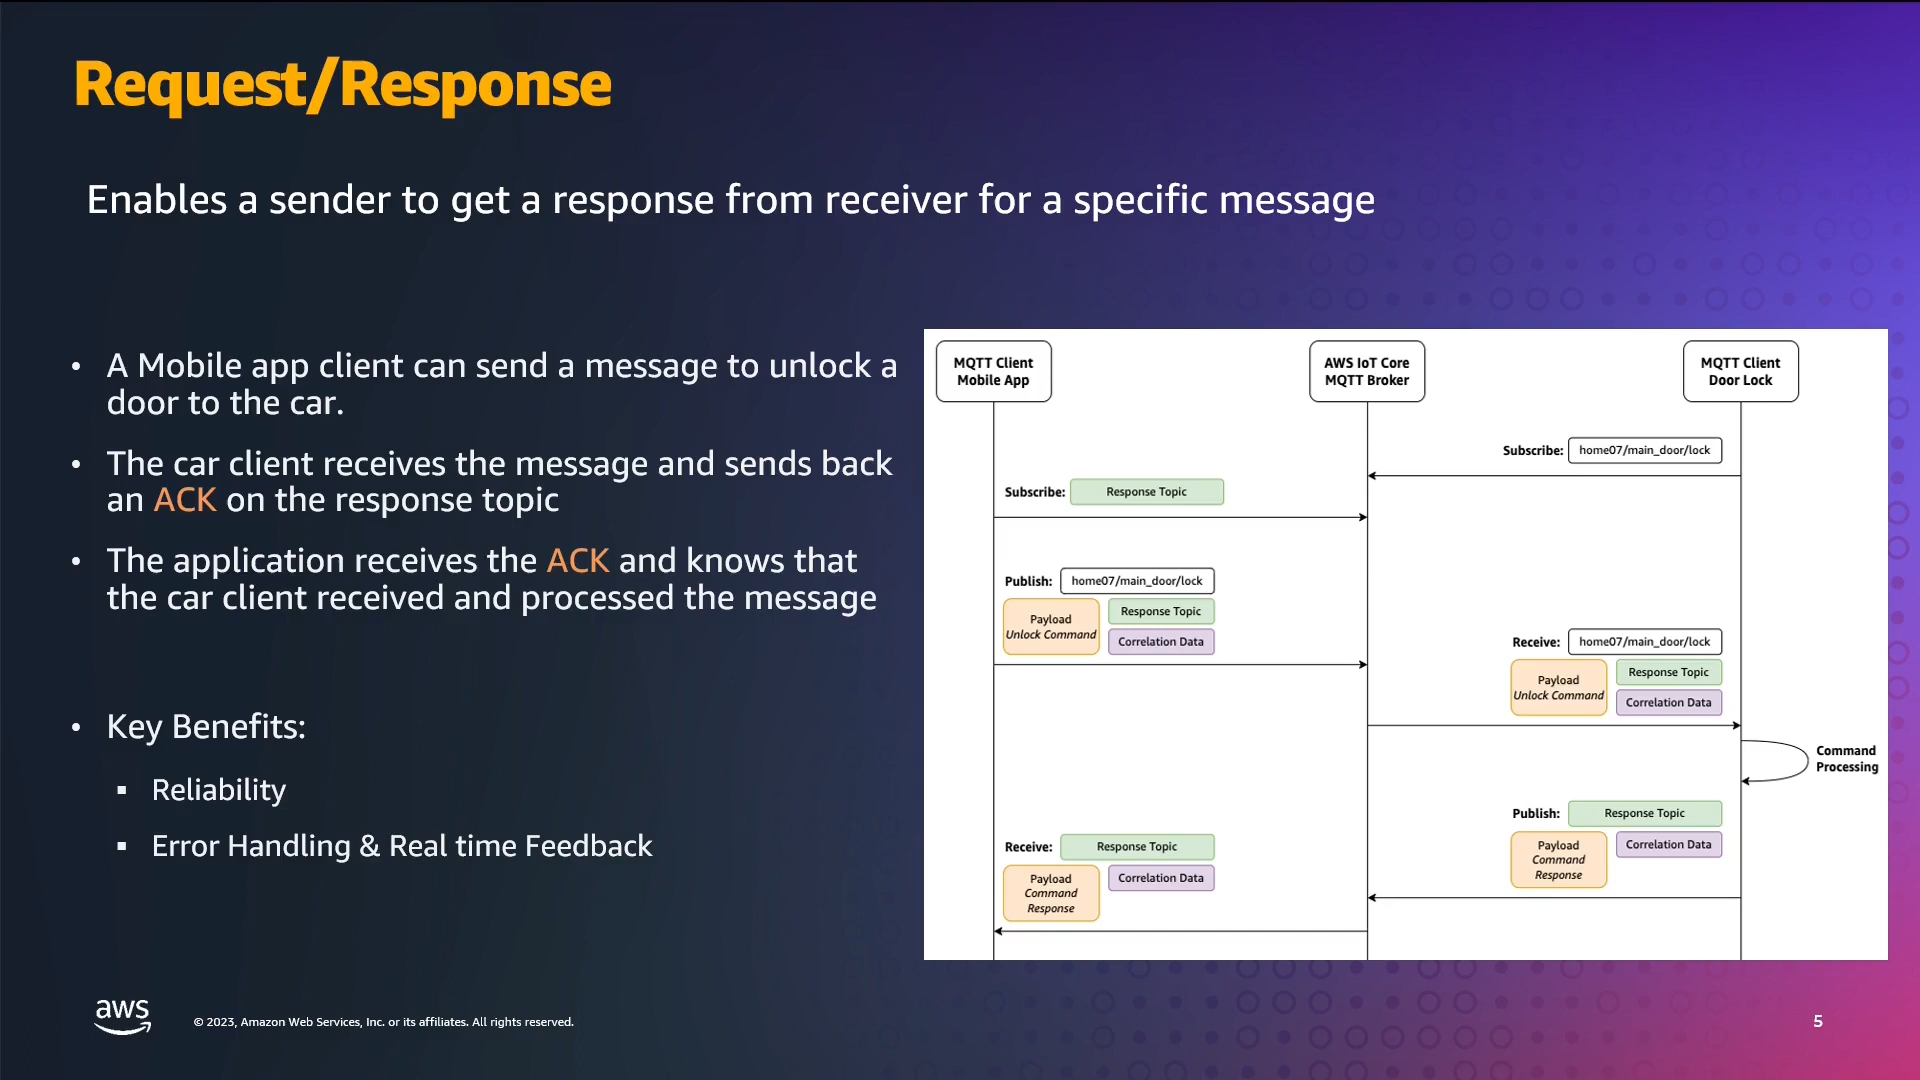 Request/Response
Enables a sender to get a response from receiver for a specific message
• A Mobile app client can send a message to unlock a
door to the car.
• The car client receives the message and sends back
an ACK on the response topic
• The application receives the ACK and knows that
the car client received and processed the message
• Key Benefits:
▪ Reliability
▪ Error Handling & Real time Feedback
MQTT Client
Mobile App
AWS IoT Core
MQTT Broker
MQTT Client
Door Lock
Subscribe: home07/main_door/lock
Subscribe: Response Topic
Publish: home07/main_door/lock
Payload
Unlock Command
Response Topic
Correlation Data
Receive: home07/main_door/lock
Payload
Unlock Command
Response Topic
Correlation Data
Command
Processing
Publish: Response Topic
Payload
Command
Response
Correlation Data
Receive: Response Topic
Payload
Command
Response
Correlation Data
aws
© 2023, Amazon Web Services, Inc. or its affiliates. All rights reserved.
5